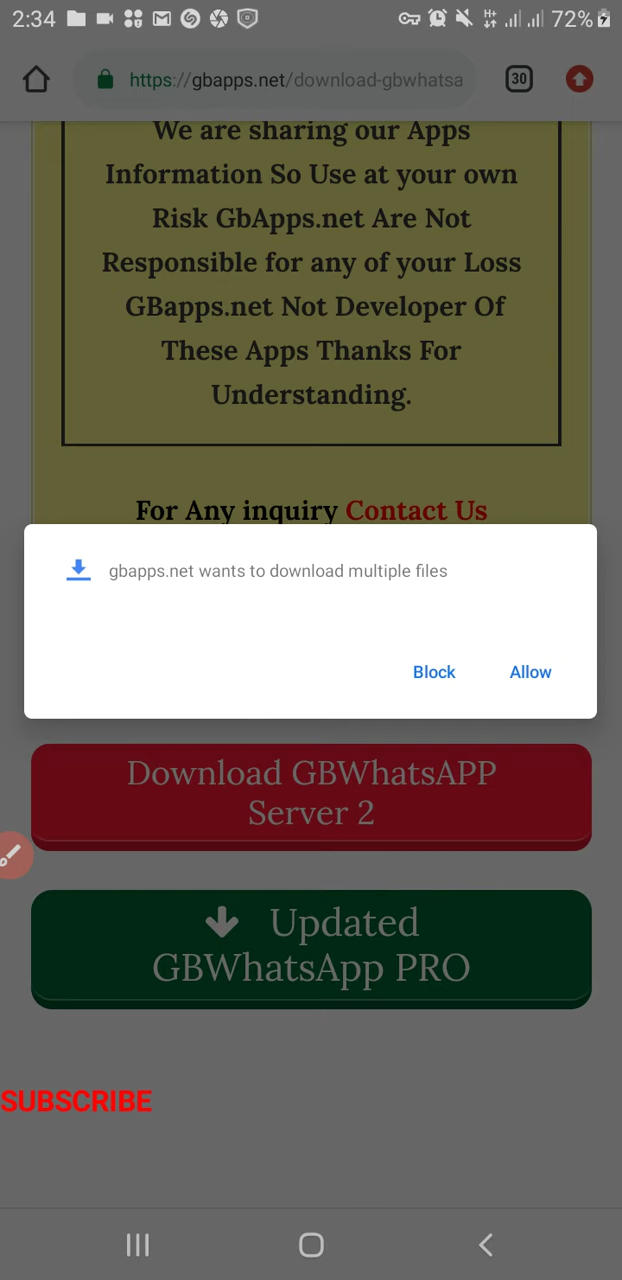 2:34
72%
https://gbapps.net/download-gbwhatsa
30
We are sharing our Apps
Information So Use at your own
Risk GbApps.net Are Not
Responsible for any of your Loss
GBapps.net Not Developer Of
These Apps Thanks For
Understanding.
For Any inquiry Contact Us
gbapps.net wants to download multiple files
Block Allow
Download GBWhatsAPP
Server 2
Updated
GBWhatsApp PRO
SUBSCRIBE